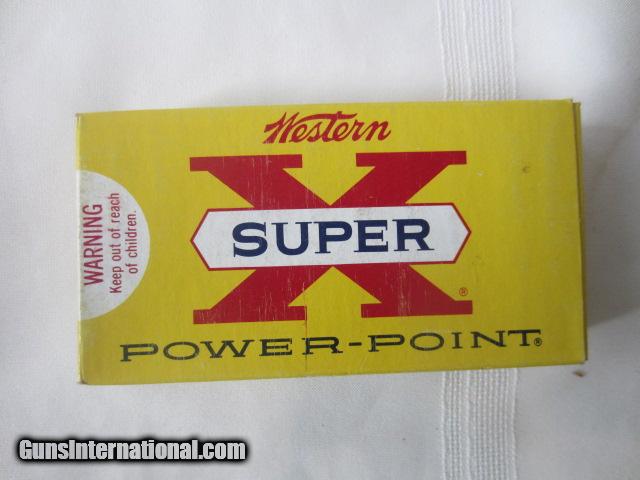 Western
X
SUPER
®
POWER-POINT®
WARNING
Keep out of reach
of children.
GunsInternational.com